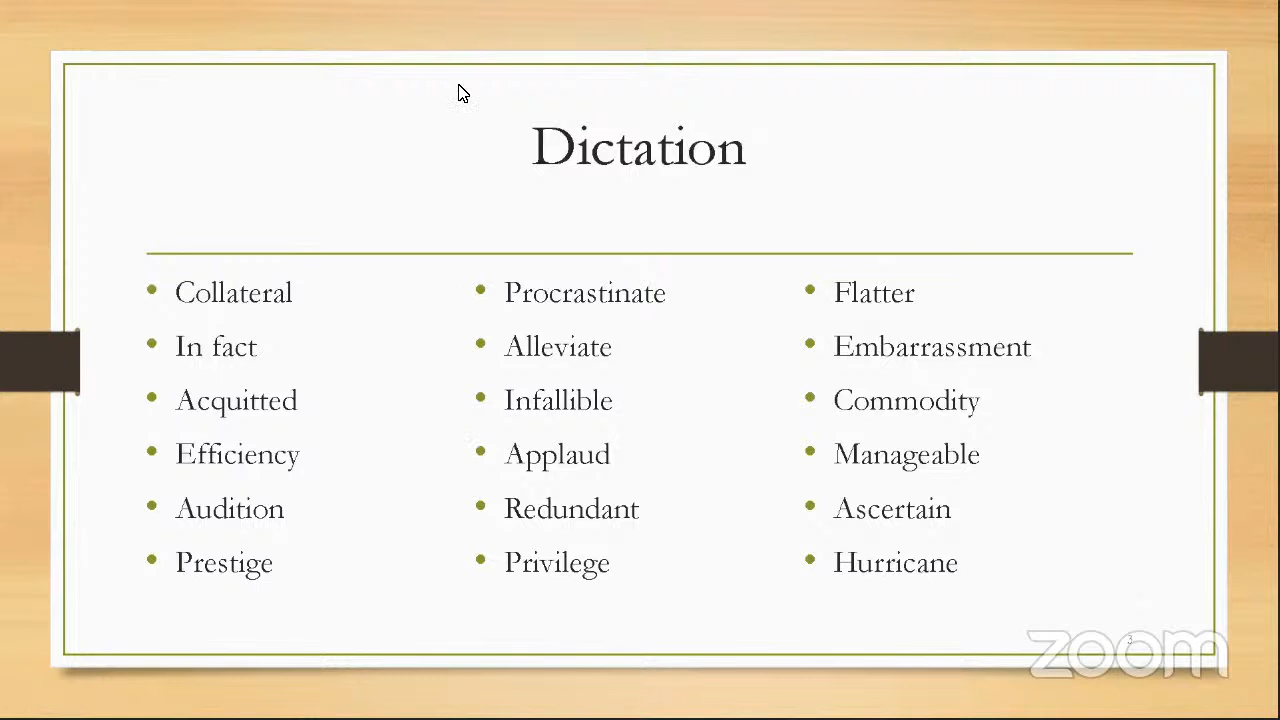 Dictation
• Collateral
• In fact
• Acquitted
• Efficiency
• Audition
• Prestige
• Procrastinate
• Alleviate
• Infallible
• Applaud
• Redundant
• Privilege
• Flatter
• Embarrassment
• Commodity
• Manageable
• Ascertain
• Hurricane
3
zoom